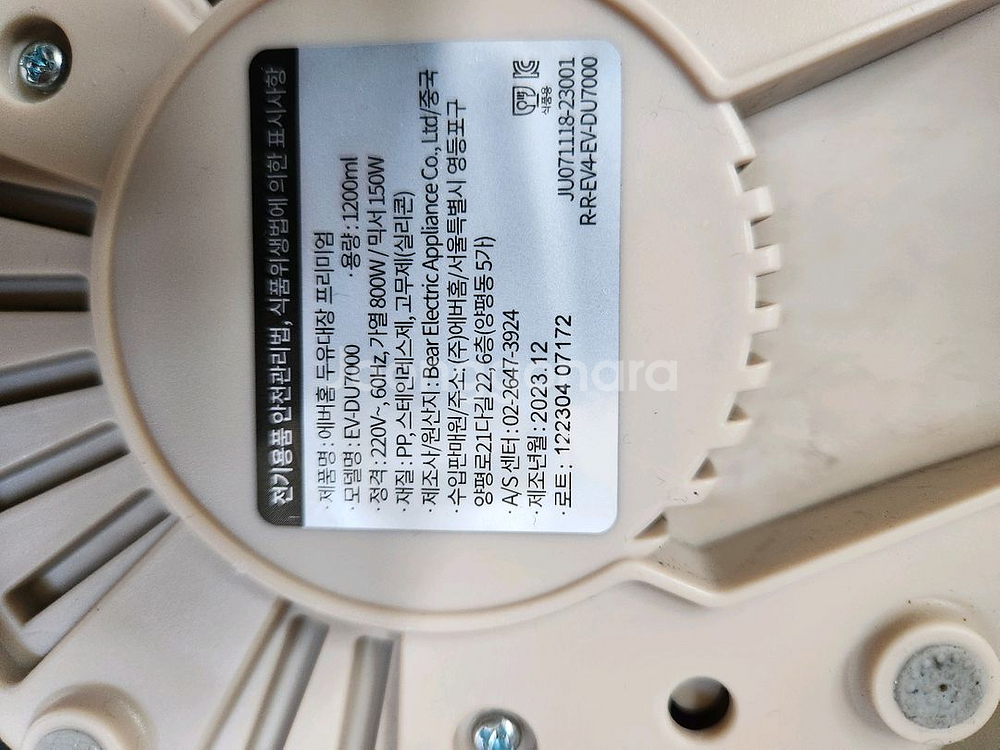 전기용품 안전관리법, 식품위생법에 의한 표시사항
· 제품명 : 에버홈 두유대장 프리미엄
· 모델명 : EV-DU7000 · 용량 : 1200ml
· 정격 : 220V~, 60Hz, 가열 800W / 믹서 150W
· 재질 : PP, 스테인레스제, 고무제(실리콘)
· 제조사/원산지 : Bear Electric Appliance Co., Ltd/중국
· 수입판매원/주소 : (주)에버홈/서울특별시 영등포구
양평로21다길 22, 6층(양평동 5가)
· A/S 센터 : 02-2647-3924
· 제조년월 : 2023.12
· 로트 : 122304 07172
식품용
JU071118-23001
R-R-EV4-EV-DU7000